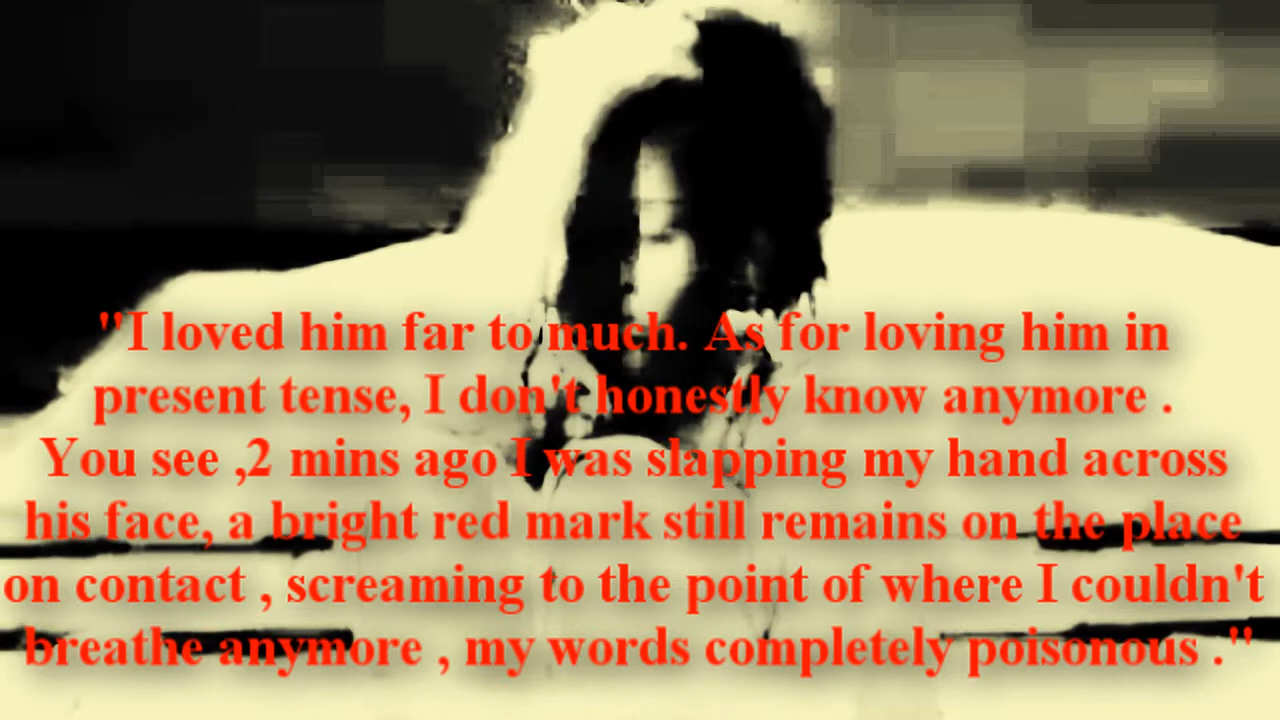 "I loved him far to much. As for loving him in
present tense, I don't honestly know anymore .
You see ,2 mins ago I was slapping my hand across
his face, a bright red mark still remains on the place
on contact , screaming to the point of where I couldn't
breathe anymore , my words completely poisonous ."